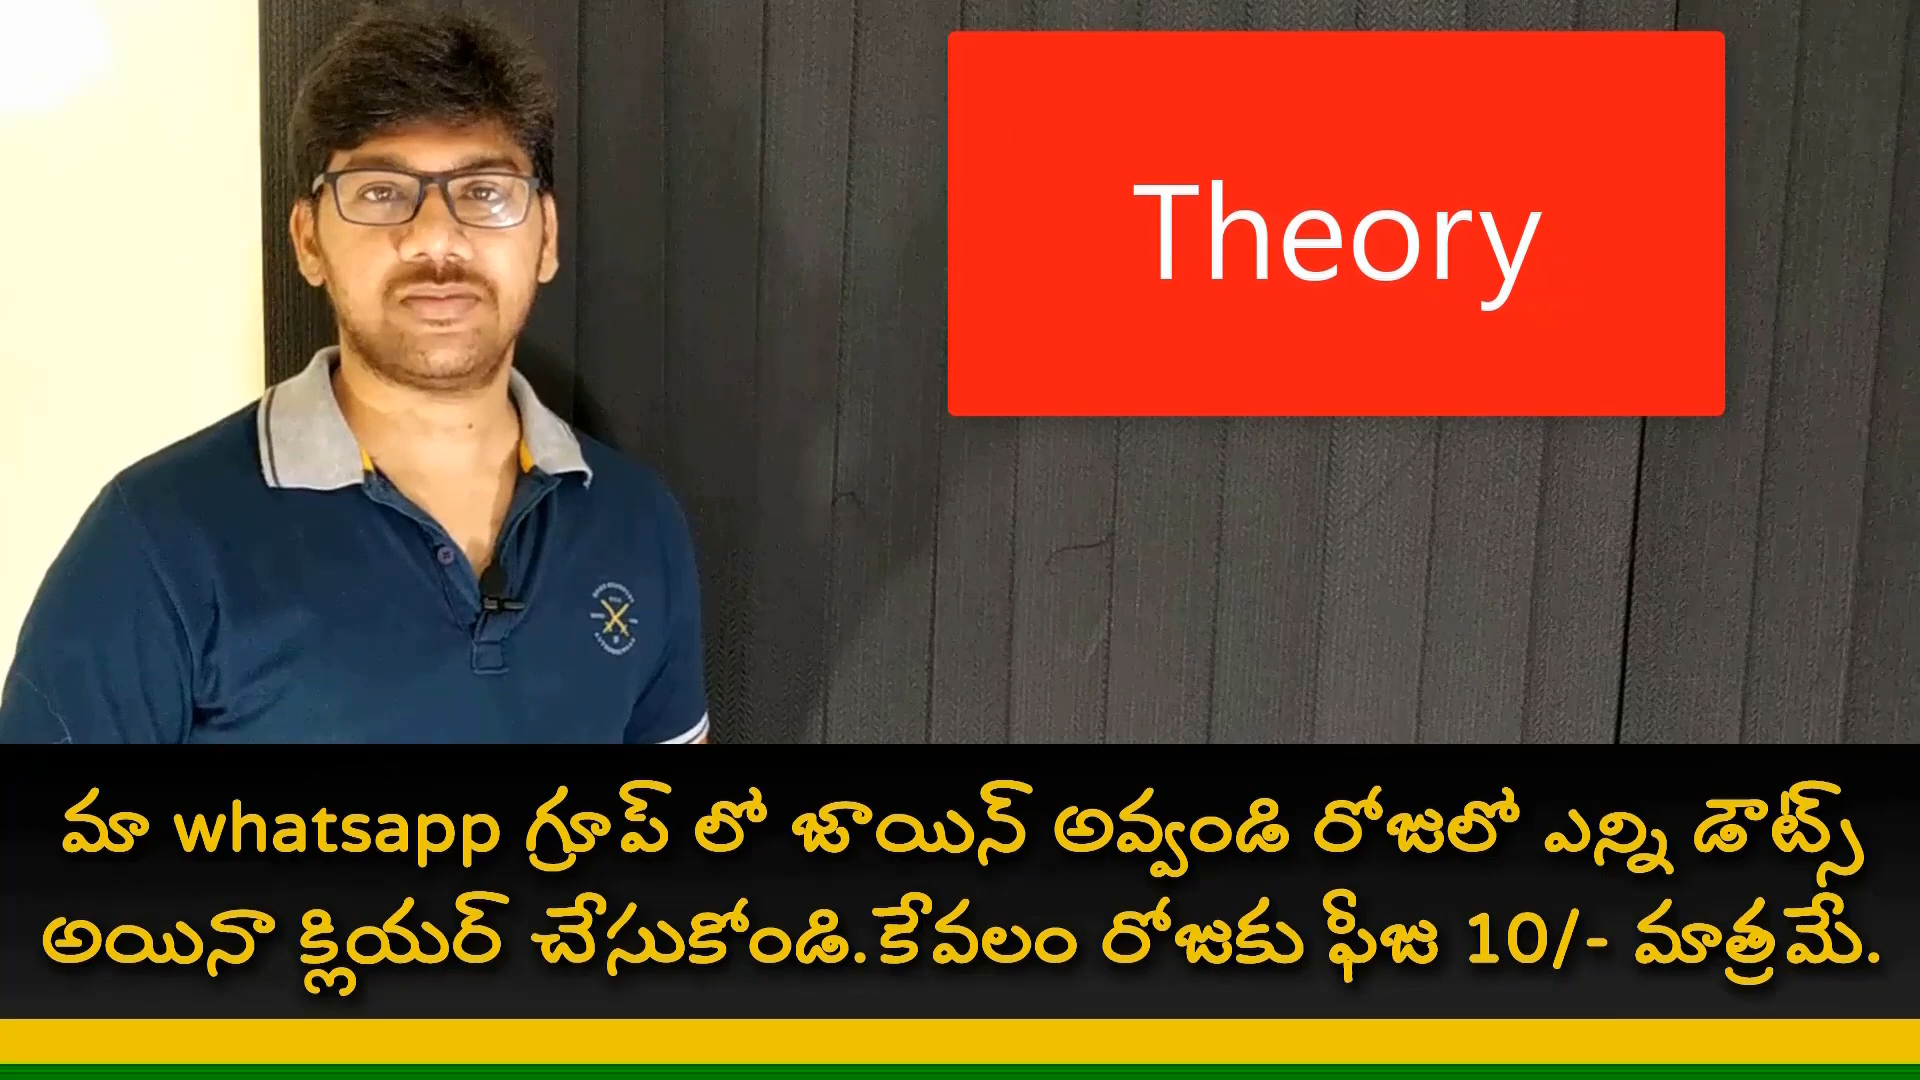 Theory
మా whatsapp గ్రూప్ లో జాయిన్ అవ్వండి రోజులో ఎన్ని డౌట్స్
అయినా క్లియర్ చేసుకోండి.కేవలం రోజుకు ఫీజు 10/- మాత్రమే.